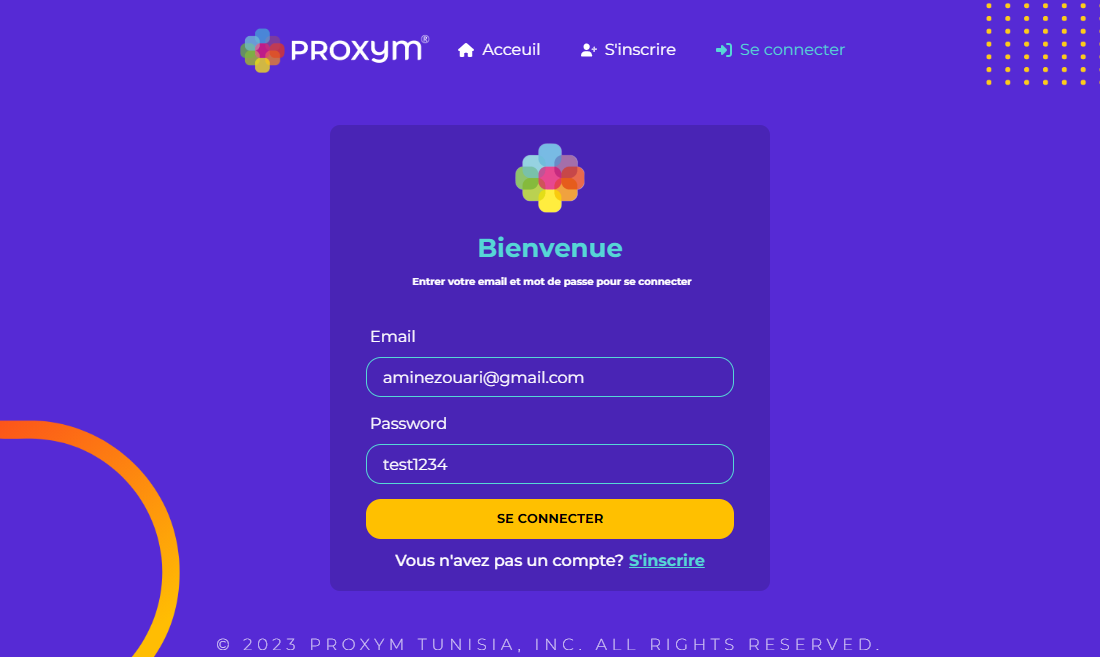 PROXYM® Acceuil S'inscrire Se connecter
Bienvenue
Entrer votre email et mot de passe pour se connecter
Email
aminezouari@gmail.com
Password
test1234
SE CONNECTER
Vous n'avez pas un compte? S'inscrire
© 2023 PROXYM TUNISIA, INC. ALL RIGHTS RESERVED.